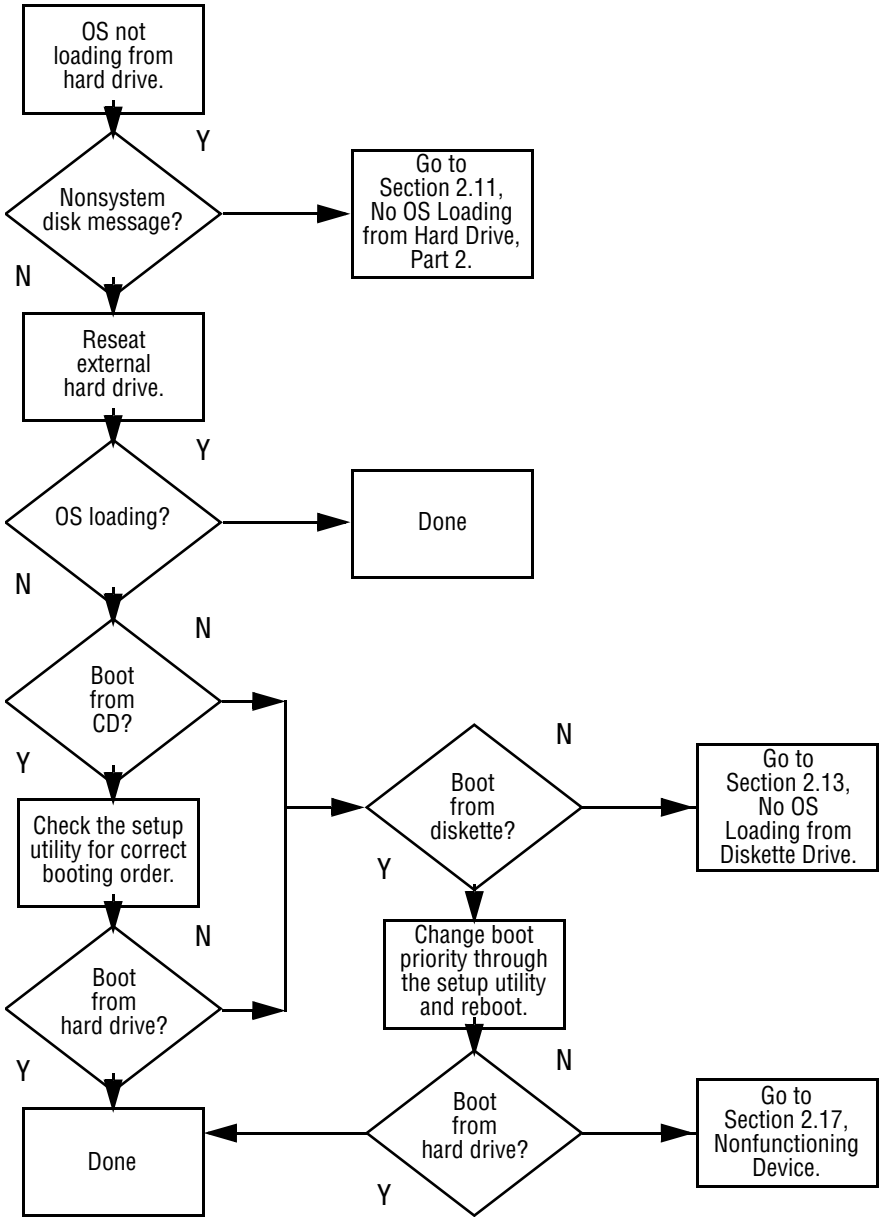 OS not
loading from
hard drive.
Y
Nonsystem
disk message?
Go to
Section 2.11,
No OS Loading
from Hard Drive,
Part 2.
N
Reseat
external
hard drive.
Y
OS loading?
Done
N
N
Boot
from
CD?
Y
Check the setup
utility for correct
booting order.
N
Boot
from
hard drive?
Y
Done
N
Boot
from
diskette?
Go to
Section 2.13,
No OS
Loading from
Diskette Drive.
Y
Change boot
priority through
the setup utility
and reboot.
N
Boot
from
hard drive?
Go to
Section 2.17,
Nonfunctioning
Device.
Y